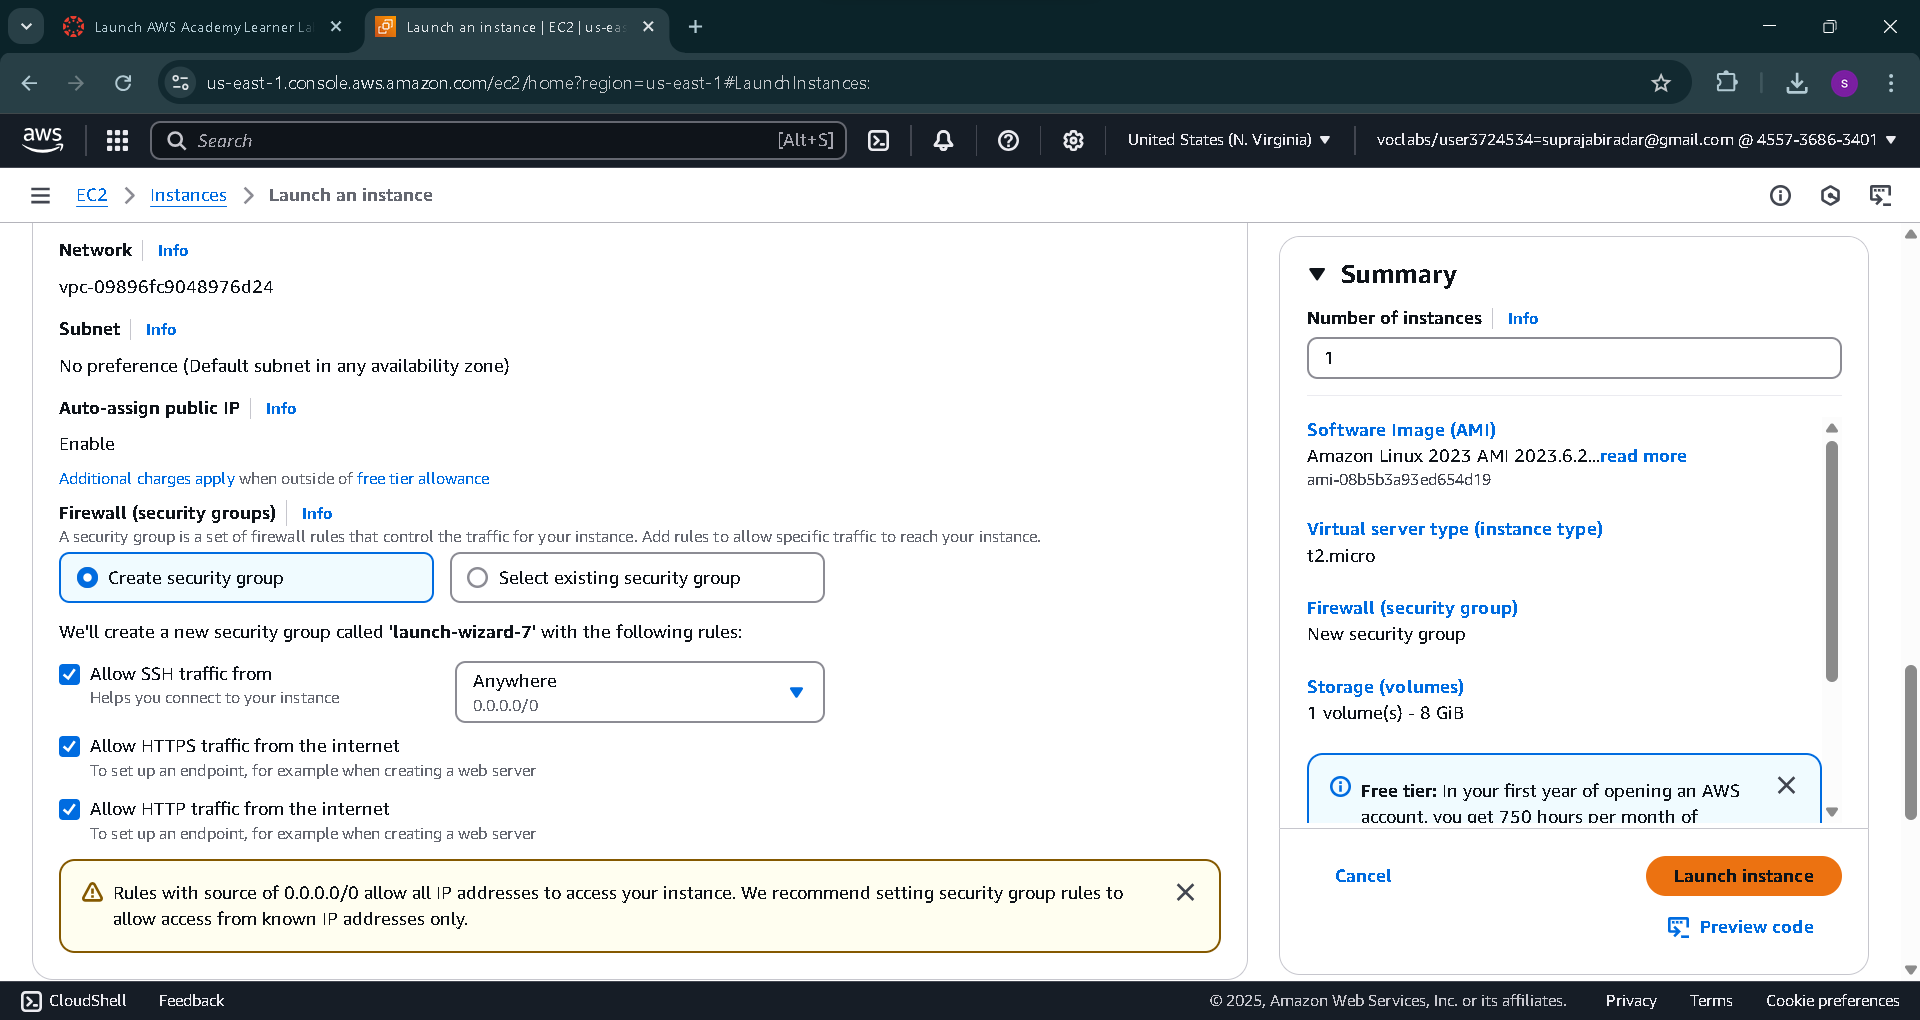 Launch AWS Academy Learner La
Launch an instance | EC2 | us-eas
us-east-1.console.aws.amazon.com/ec2/home?region=us-east-1#LaunchInstances:
S
aws
Search
[Alt+S]
United States (N. Virginia)
voclabs/user3724534=suprajabiradar@gmail.com @ 4557-3686-3401
EC2
Instances
Launch an instance
Network
Info
vpc-09896fc9048976d24
Subnet
Info
No preference (Default subnet in any availability zone)
Auto-assign public IP
Info
Enable
Additional charges apply when outside of free tier allowance
Firewall (security groups)
Info
A security group is a set of firewall rules that control the traffic for your instance. Add rules to allow specific traffic to reach your instance.
Create security group
Select existing security group
We'll create a new security group called 'launch-wizard-7' with the following rules:
Allow SSH traffic from
Helps you connect to your instance
Anywhere
0.0.0.0/0
Allow HTTPS traffic from the internet
To set up an endpoint, for example when creating a web server
Allow HTTP traffic from the internet
To set up an endpoint, for example when creating a web server
Rules with source of 0.0.0.0/0 allow all IP addresses to access your instance. We recommend setting security group rules to
allow access from known IP addresses only.
Summary
Number of instances
Info
1
Software Image (AMI)
Amazon Linux 2023 AMI 2023.6.2...read more
ami-08b5b3a93ed654d19
Virtual server type (instance type)
t2.micro
Firewall (security group)
New security group
Storage (volumes)
1 volume(s) - 8 GiB
Free tier: In your first year of opening an AWS
account, you get 750 hours per month of
Cancel
Launch instance
Preview code
CloudShell
Feedback
© 2025, Amazon Web Services, Inc. or its affiliates.
Privacy
Terms
Cookie preferences